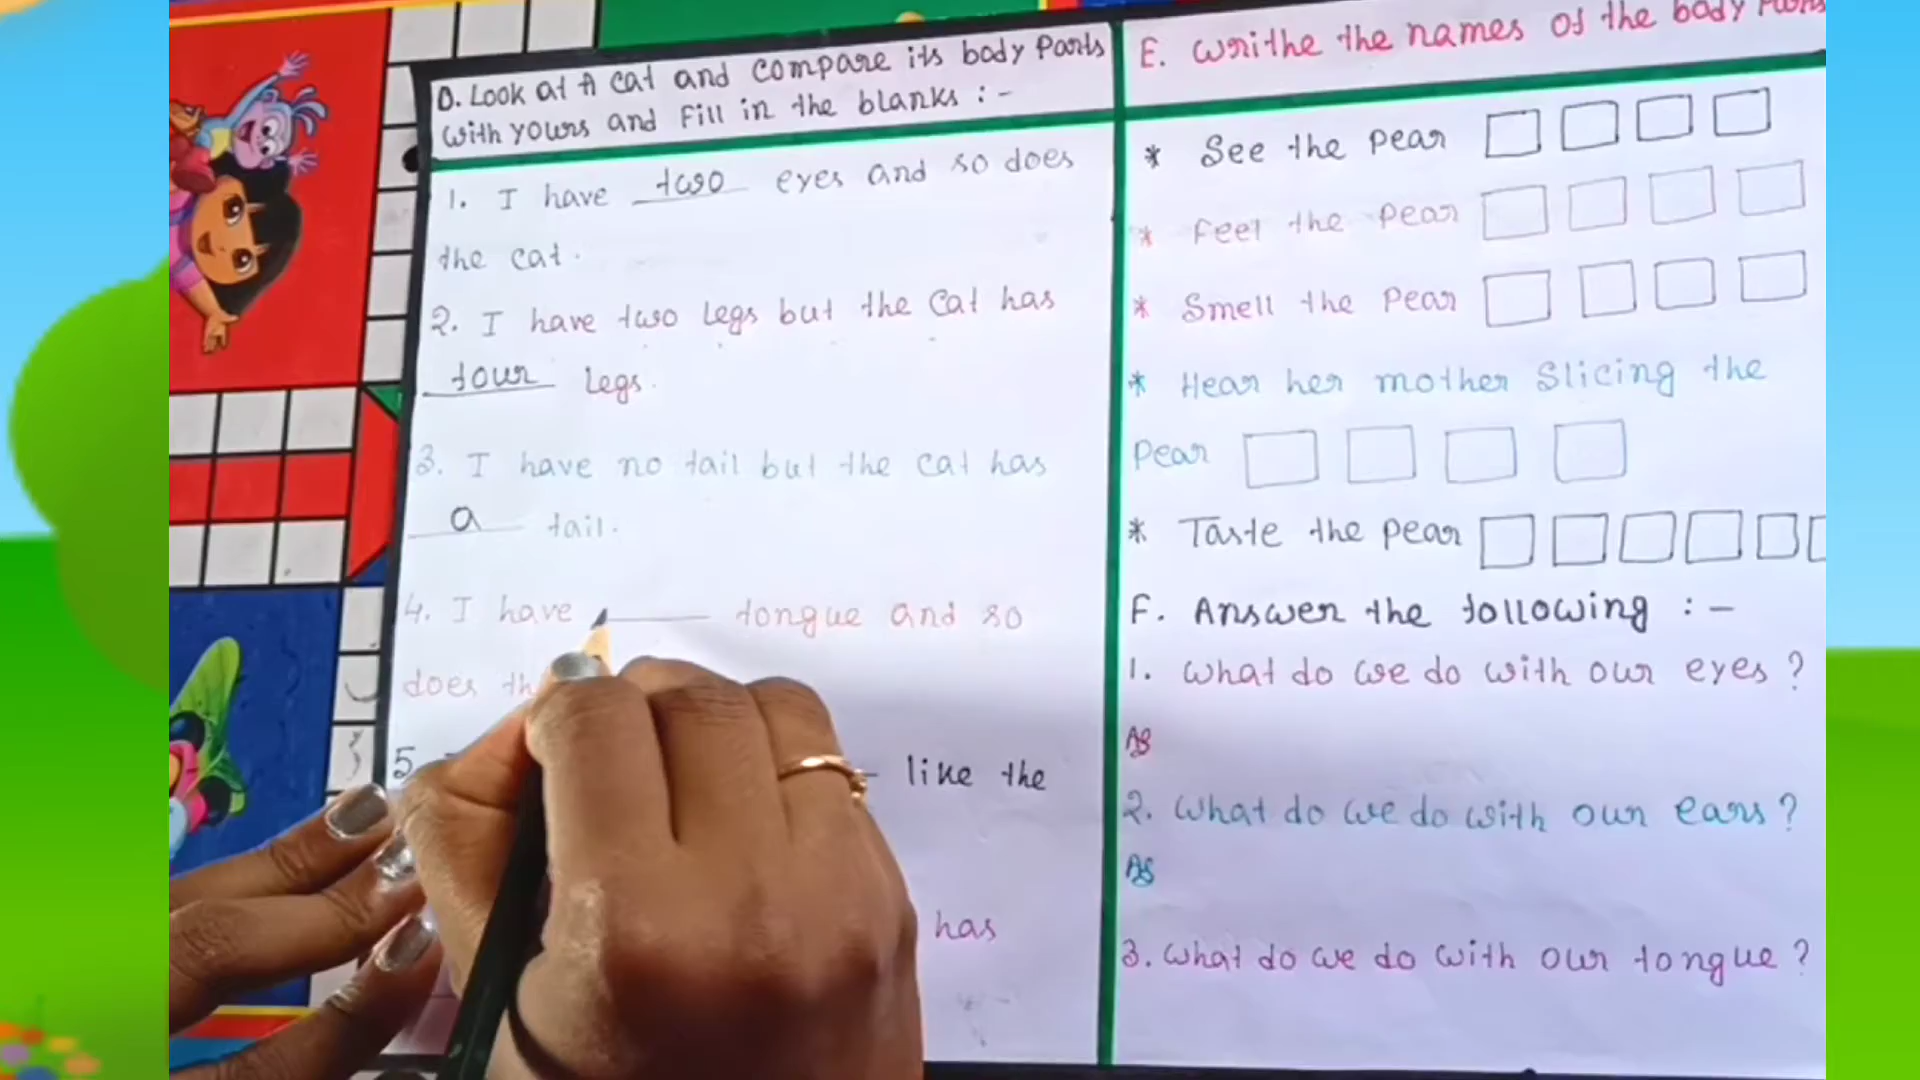 D. Look at A cat and compare its body Parts
with yours and Fill in the blanks : -
1. I have two eyes and so does
the cat.
2. I have two Legs but the Cat has
four Legs.
3. I have no tail but the cat has
a tail.
4. I have ____ tongue and so
does
5. like the
has
E. Writhe the names of the body Parts
* See the pear
* Feel the pear
* Smell the pear
* Hear her mother Slicing the
Pear
* Taste the pear
F. Answer the following : -
1. What do we do with our eyes ?
As
2. What do we do with our ears ?
As
3. What do we do with our tongue ?